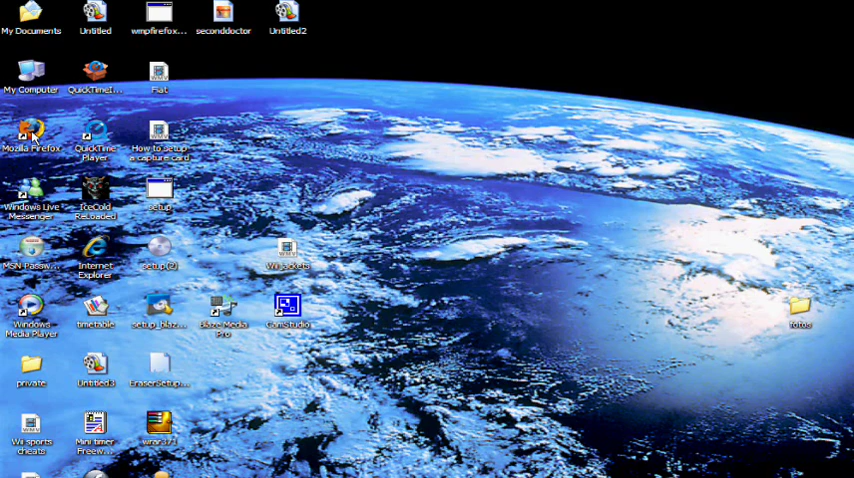 My Documents
Untitled
wmpfirefox...
seconddoctor
Untitled2
My Computer
QuickTimeI...
Fiat
Mozilla Firefox
QuickTime
Player
How to setup
a capture card
Windows Live
Messenger
IceCold
ReLoaded
setup
MSN-Passw...
Internet
Explorer
setup(2)
Wii jackets
Windows
Media Player
timetable
setup_blaz...
Blaze Media
Pro
CamStudio
fotos
private
Untitled3
EraserSetup...
Wii sports
cheats
Mini timer
Freew...
wrar371